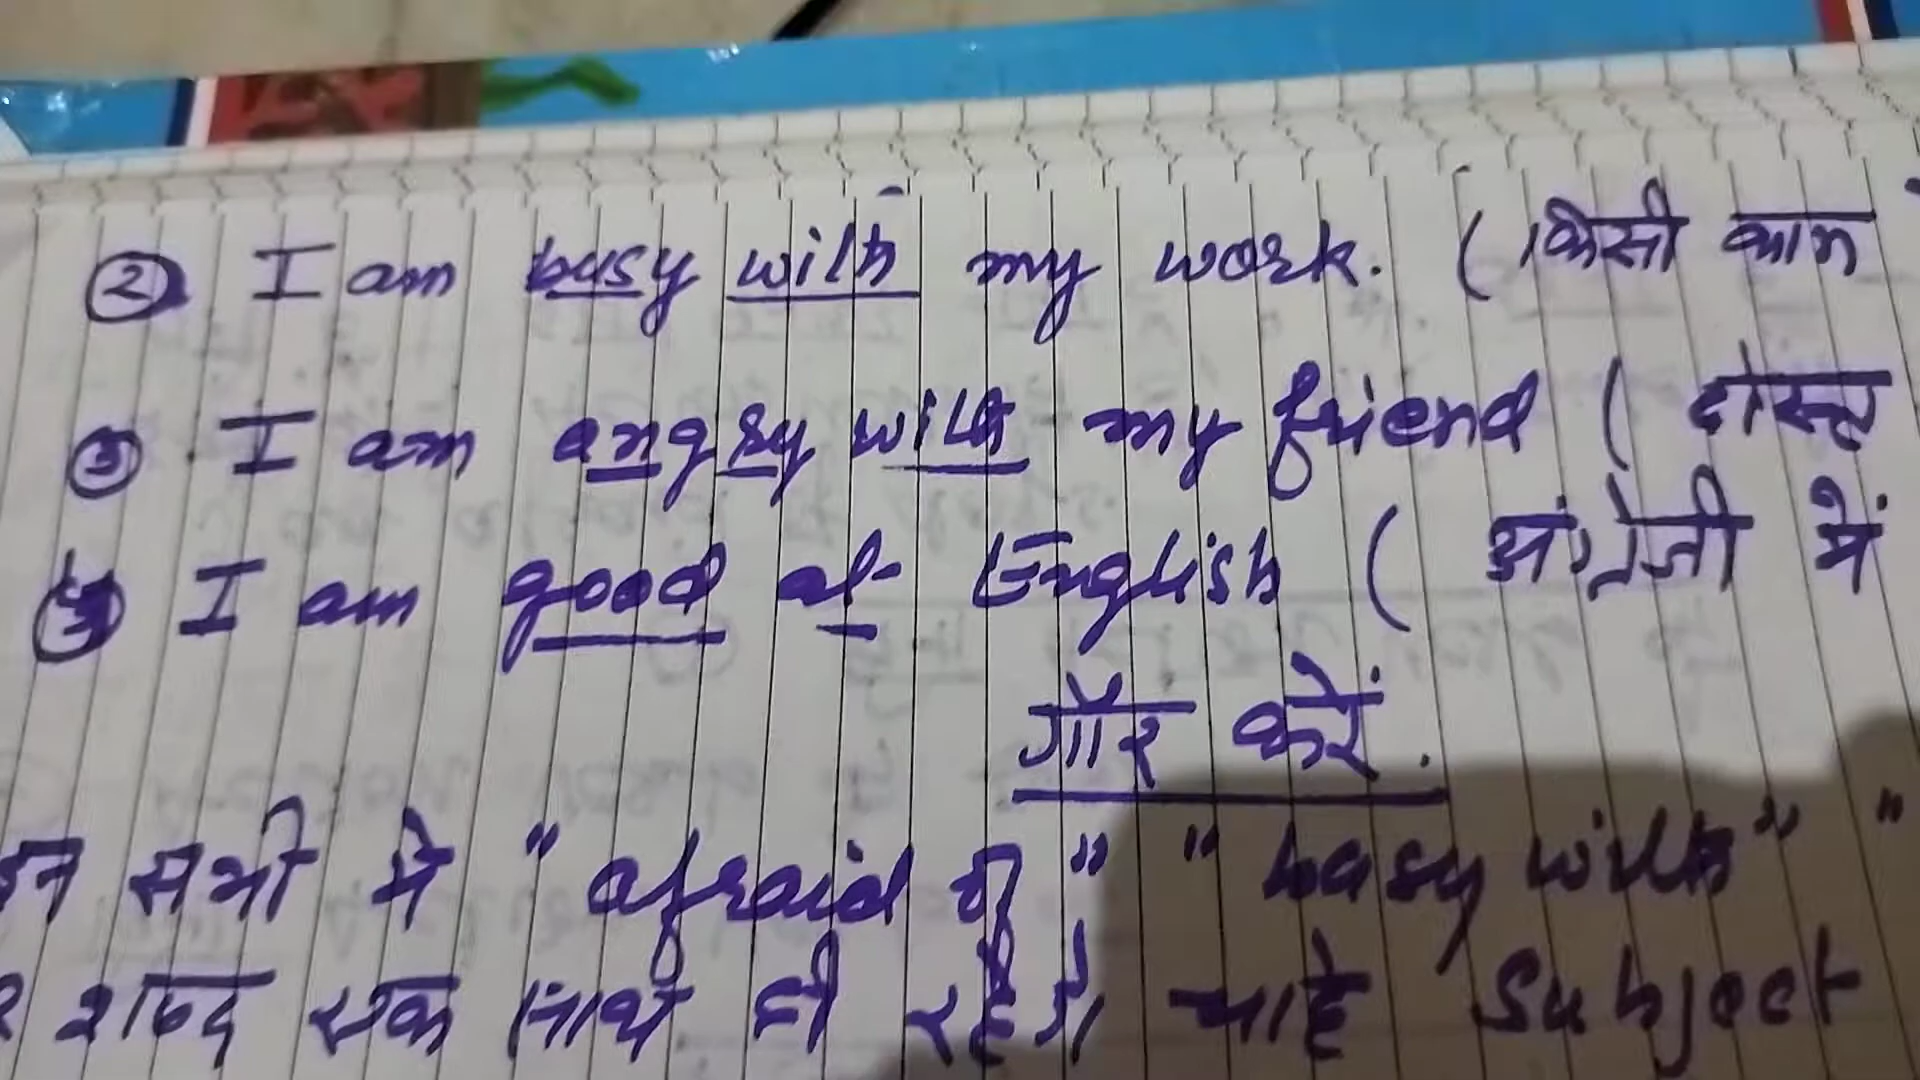 ② I am busy with my work. (किसी काम
③ I am angry with my friend ( दोस्त
I am good at English ( अंग्रेजी में
गौर करें.
इन सभी मे " afraid of " " busy with" "
शब्द एक साथ ही रहेंगे चाहे Subject